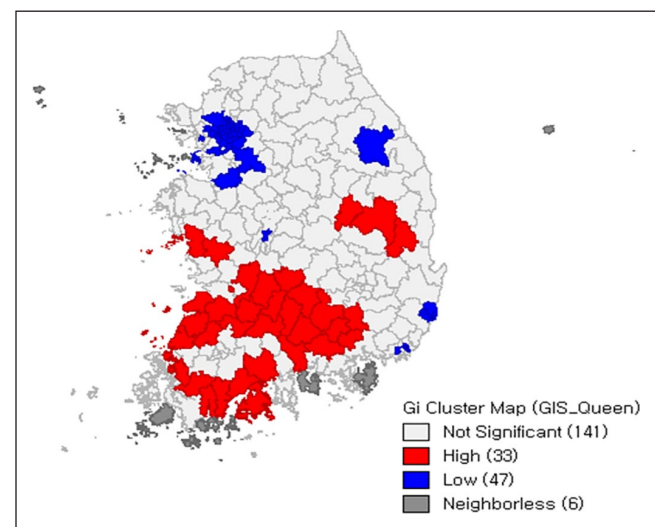 Gi Cluster Map (GIS_Queen)
Not Significant (141)
High (33)
Low (47)
Neighborless (6)